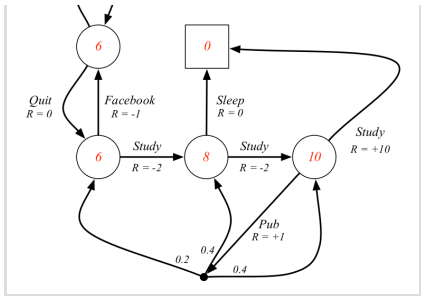 6
0
Quit
R = 0
Facebook
R = -1
Sleep
R = 0
Study
R = +10
6
Study
R = -2
8
Study
R = -2
10
Pub
R = +1
0.2
0.4
0.4